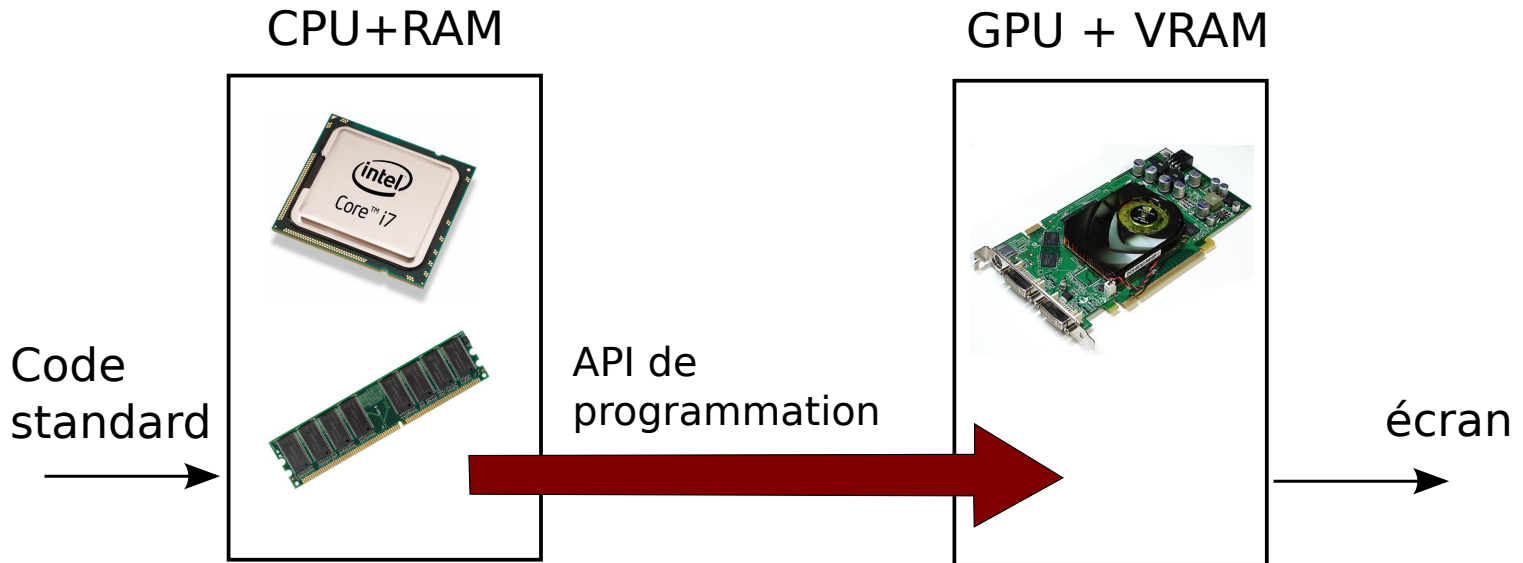 CPU+RAM
GPU + VRAM
intel
Core™ i7
Code
standard
API de
programmation
écran